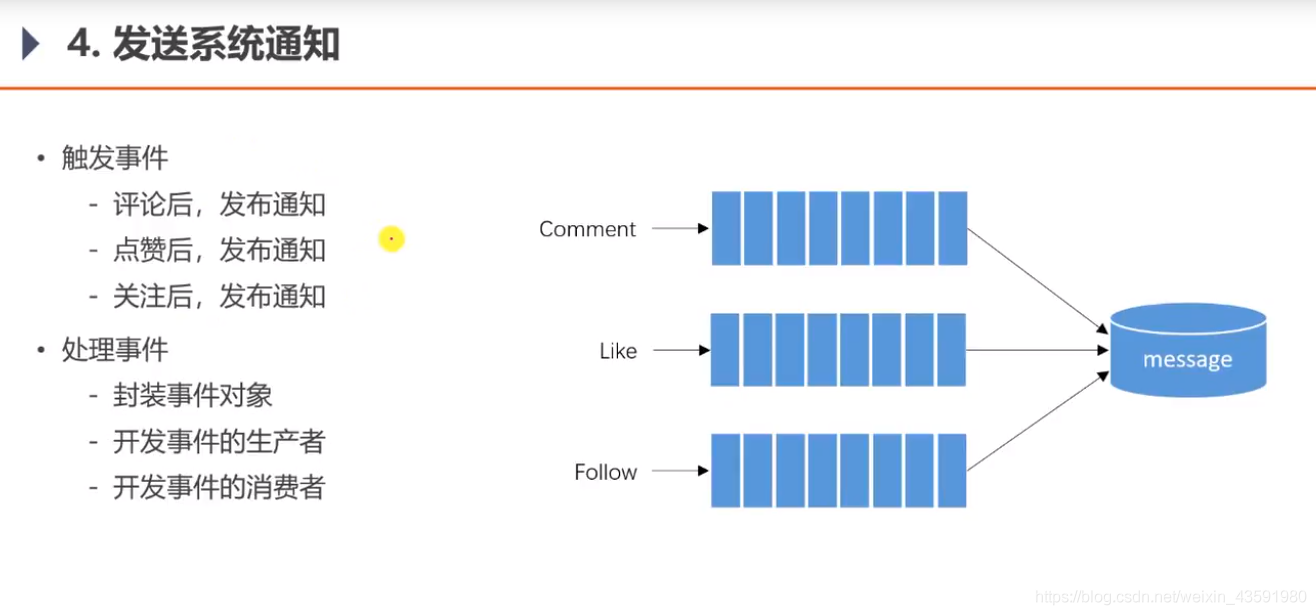 4. 发送系统通知
• 触发事件
- 评论后，发布通知
- 点赞后，发布通知
- 关注后，发布通知
• 处理事件
- 封装事件对象
- 开发事件的生产者
- 开发事件的消费者
Comment
Like
Follow
message
https://blog.csdn.net/weixin_43591980